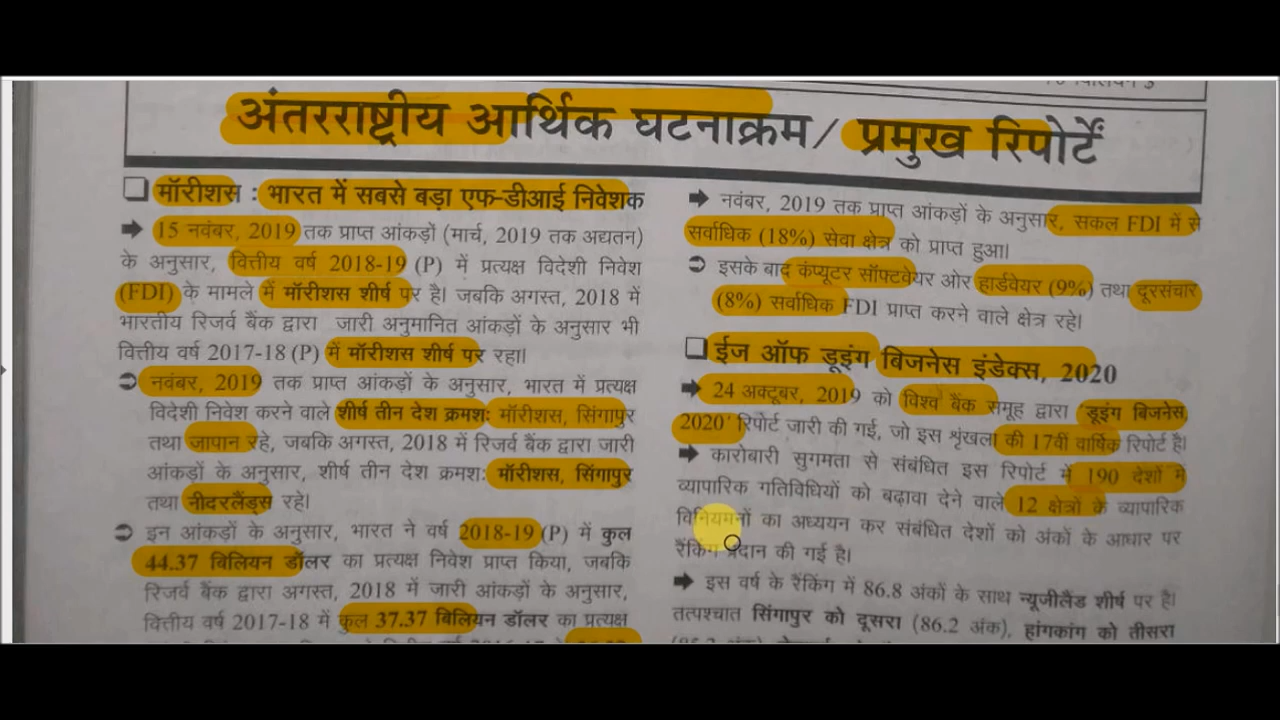 अंतरराष्ट्रीय आर्थिक घटनाक्रम/ प्रमुख रिपोर्टें
❑ मॉरीशस : भारत में सबसे बड़ा एफ-डीआई निवेशक
➡ 15 नवंबर, 2019 तक प्राप्त आंकड़ों (मार्च, 2019 तक अद्यतन)
के अनुसार, वित्तीय वर्ष 2018-19 (P) में प्रत्यक्ष विदेशी निवेश
(FDI) के मामले में मॉरीशस शीर्ष पर है। जबकि अगस्त, 2018 में
भारतीय रिजर्व बैंक द्वारा जारी अनुमानित आंकड़ों के अनुसार भी
वित्तीय वर्ष 2017-18 (P) में मॉरीशस शीर्ष पर रहा।
➲ नवंबर, 2019 तक प्राप्त आंकड़ों के अनुसार, भारत में प्रत्यक्ष
विदेशी निवेश करने वाले शीर्ष तीन देश क्रमश: मॉरीशस, सिंगापुर
तथा जापान रहे, जबकि अगस्त, 2018 में रिजर्व बैंक द्वारा जारी
आंकड़ों के अनुसार, शीर्ष तीन देश क्रमश: मॉरीशस, सिंगापुर
तथा नीदरलैंड्स रहे।
➲ इन आंकड़ों के अनुसार, भारत ने वर्ष 2018-19 (P) में कुल
44.37 बिलियन डॉलर का प्रत्यक्ष निवेश प्राप्त किया, जबकि
रिजर्व बैंक द्वारा अगस्त, 2018 में जारी आंकड़ों के अनुसार,
वित्तीय वर्ष 2017-18 में कुल 37.37 बिलियन डॉलर का प्रत्यक्ष
➡ नवंबर, 2019 तक प्राप्त आंकड़ों के अनुसार, सकल FDI में से
सर्वाधिक (18%) सेवा क्षेत्र को प्राप्त हुआ।
➲ इसके बाद कंप्यूटर सॉफ्टवेयर ओर हार्डवेयर (9%) तथा दूरसंचार
(8%) सर्वाधिक FDI प्राप्त करने वाले क्षेत्र रहे।
❑ ईज ऑफ डूइंग बिजनेस इंडेक्स, 2020
➡ 24 अक्टूबर, 2019 को विश्व बैंक समूह द्वारा 'डूइंग बिजनेस
2020' रिपोर्ट जारी की गई, जो इस श्रृंखला की 17वीं वार्षिक रिपोर्ट है।
➡ कारोबारी सुगमता से संबंधित इस रिपोर्ट में 190 देशों में
व्यापारिक गतिविधियों को बढ़ावा देने वाले 12 क्षेत्रों के व्यापारिक
विनियमनों का अध्ययन कर संबंधित देशों को अंकों के आधार पर
रैंकिंग प्रदान की गई है।
➡ इस वर्ष के रैंकिंग में 86.8 अंकों के साथ न्यूजीलैंड शीर्ष पर है।
तत्पश्चात सिंगापुर को दूसरा (86.2 अंक), हांगकांग को तीसरा